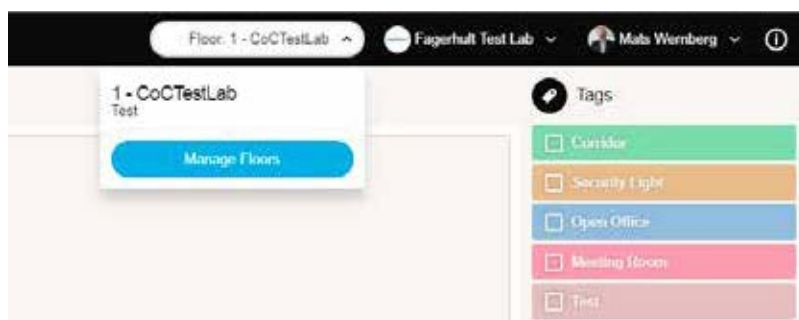 Floor: 1 - CoCTestLab
Fagerhult Test Lab
Mats Wernberg
1 - CoCTestLab
Test
Manage Floors
Tags
Corridor
Security Light
Open Office
Meeting Room
Test